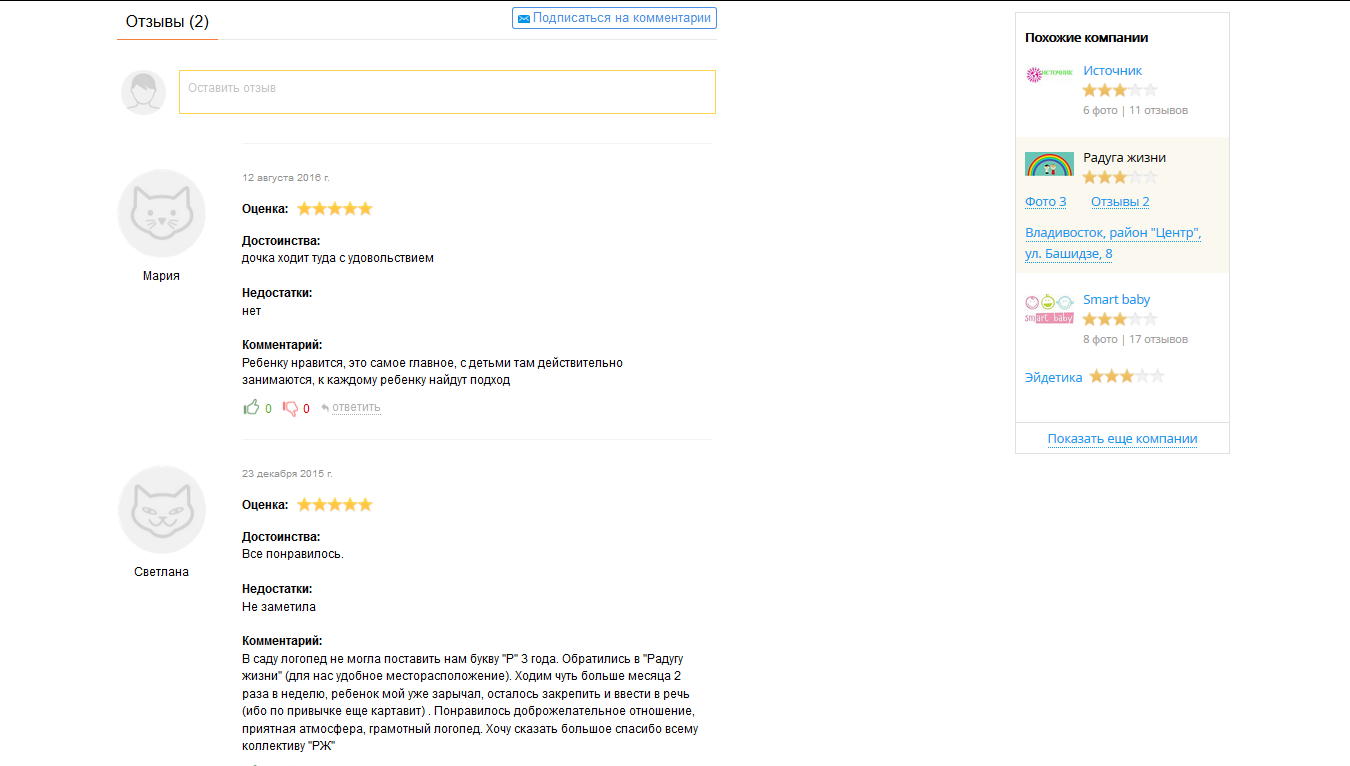 Отзывы (2)
Подписаться на комментарии
Оставить отзыв
12 августа 2016 г.
Оценка:
Достоинства:
дочка ходит туда с удовольствием
Мария
Недостатки:
нет
Комментарий:
Ребенку нравится, это самое главное, с детьми там действительно
занимаются, к каждому ребенку найдут подход
0 0 ответить
23 декабря 2015 г.
Оценка:
Достоинства:
Все понравилось.
Светлана
Недостатки:
Не заметила
Комментарий:
В саду логопед не могла поставить нам букву "Р" 3 года. Обратились в "Радугу
жизни" (для нас удобное месторасположение). Ходим чуть больше месяца 2
раза в неделю, ребенок мой уже зарычал, осталось закрепить и ввести в речь
(ибо по привычке еще картавит) . Понравилось доброжелательное отношение,
приятная атмосфера, грамотный логопед. Хочу сказать большое спасибо всему
коллективу "РЖ"
Похожие компании
источник
Источник
6 фото | 11 отзывов
Радуга жизни
Фото 3 Отзывы 2
Владивосток, район "Центр",
ул. Башидзе, 8
smart baby
Smart baby
8 фото | 17 отзывов
Эйдетика
Показать еще компании